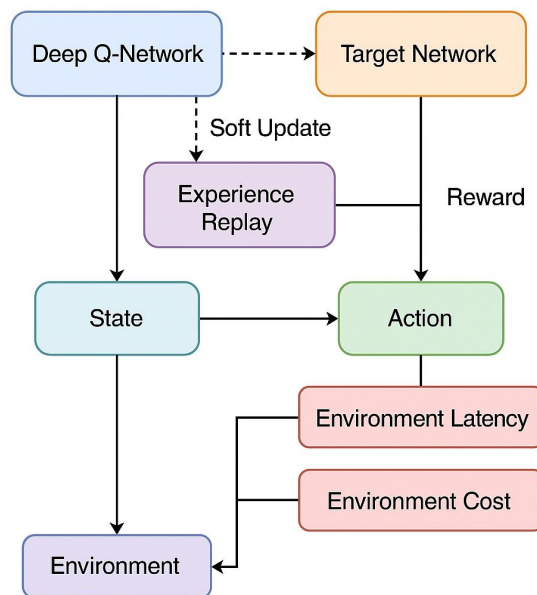 Deep Q-Network
Target Network
Soft Update
Experience
Replay
Reward
State
Action
Environment Latency
Environment Cost
Environment